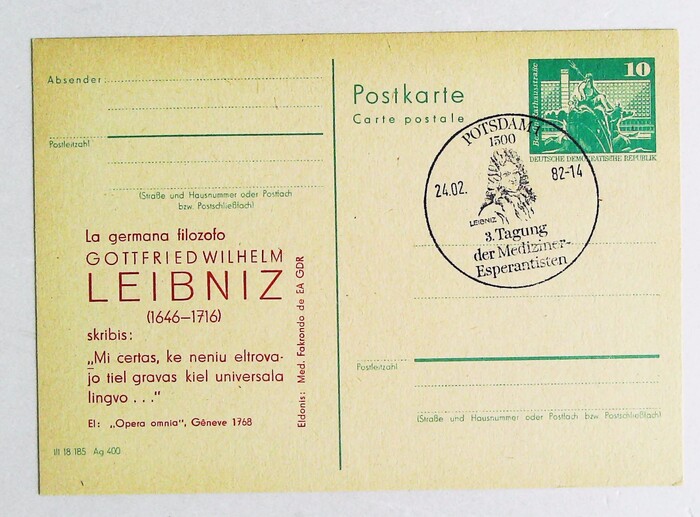 Absender
Postleitzahl
(Straße und Hausnummer oder Postfach
bzw. Postschließfach)
La germana filozofo
GOTTFRIED WILHELM
LEIBNIZ
(1646–1716)
skribis:
„Mi certas, ke neniu eltrova-
jo tiel gravas kiel universala
lingvo . . .“
El: „Opera omnia“, Gêneve 1768
Eldonis: Med. Fakrondo de EA GDR
III 18 185 Ag 400
Postkarte
Carte postale
10
DEUTSCHE DEMOKRATISCHE REPUBLIK
POTSDAM 1
1500
24.02. 82-14
LEIBNIZ
3. Tagung
der Mediziner-
Esperantisten
Postleitzahl
(Straße und Hausnummer oder Postfach bzw. Postschließfach)